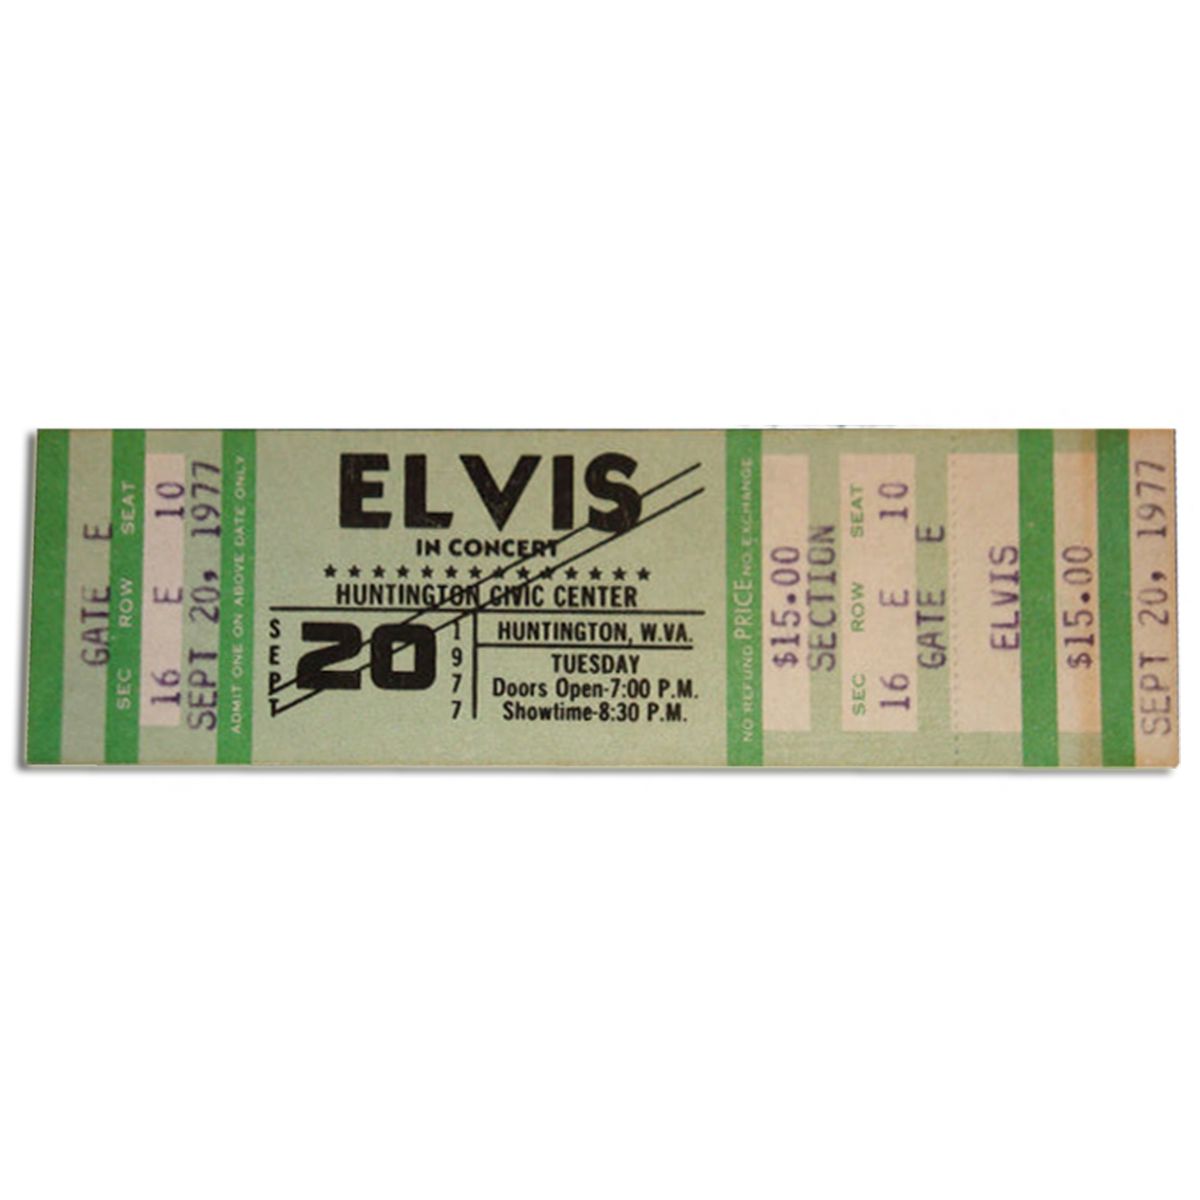 GATE E
SEC ROW SEAT
16 E 10
SEPT 20, 1977
ADMIT ONE ON ABOVE DATE ONLY
ELVIS
IN CONCERT
HUNTINGTON CIVIC CENTER
SEPT 20 1977
HUNTINGTON, W.VA.
TUESDAY
Doors Open-7:00 P.M.
Showtime-8:30 P.M.
NO REFUND PRICE NO EXCHANGE
$15.00
SECTION
SEC ROW SEAT
16 E 10
GATE E
ELVIS
$15.00
SEPT 20, 1977